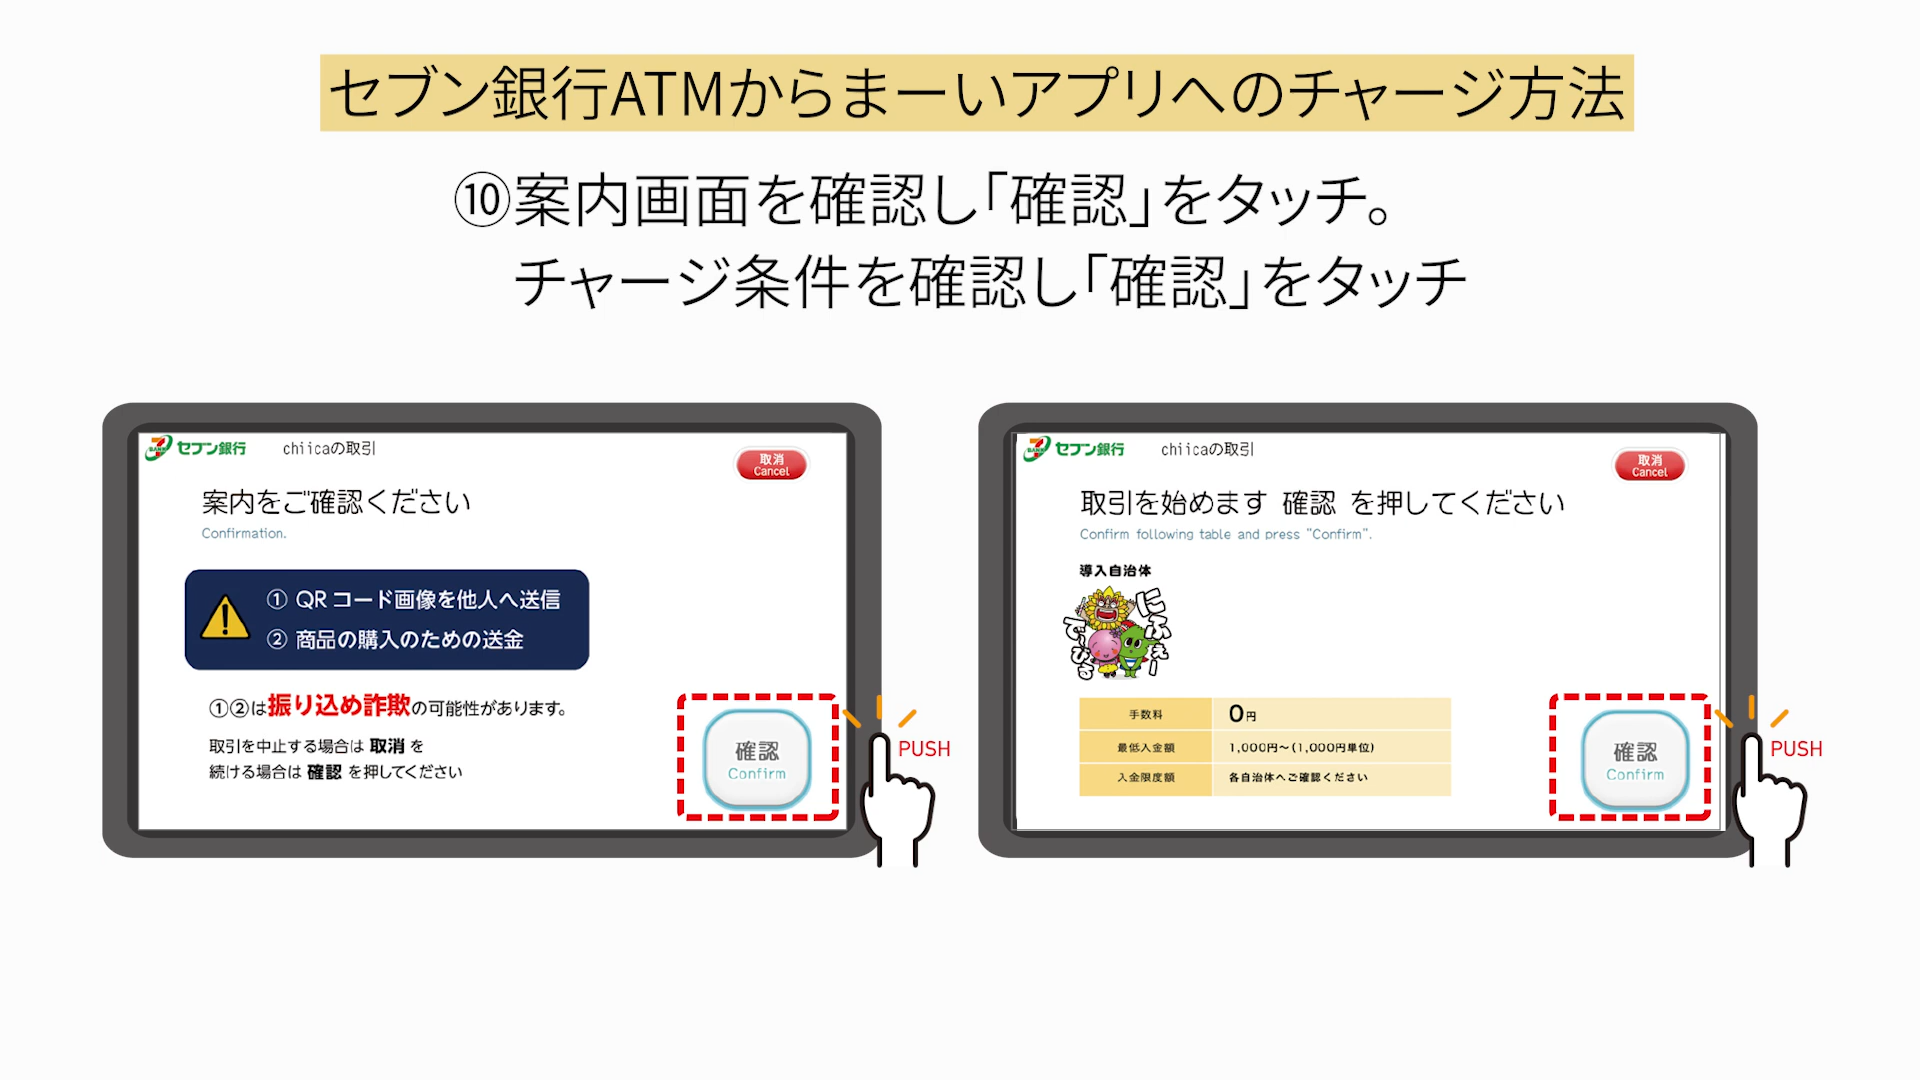 セブン銀行ATMからまーいアプリへのチャージ方法
⑩案内画面を確認し「確認」をタッチ。
チャージ条件を確認し「確認」をタッチ
セブン銀行
chiicaの取引
取消
Cancel
案内をご確認ください
Confirmation.
① QRコード画像を他人へ送信
② 商品の購入のための送金
①②は振り込め詐欺の可能性があります。
取引を中止する場合は 取消 を
続ける場合は 確認 を押してください
確認
Confirm
PUSH
セブン銀行
chiicaの取引
取消
Cancel
取引を始めます 確認 を押してください
Confirm following table and press "Confirm".
導入自治体
にふぇー
でーびる
手数料 0円
最低入金額 1,000円～(1,000円単位)
入金限度額 各自治体へご確認ください
確認
Confirm
PUSH